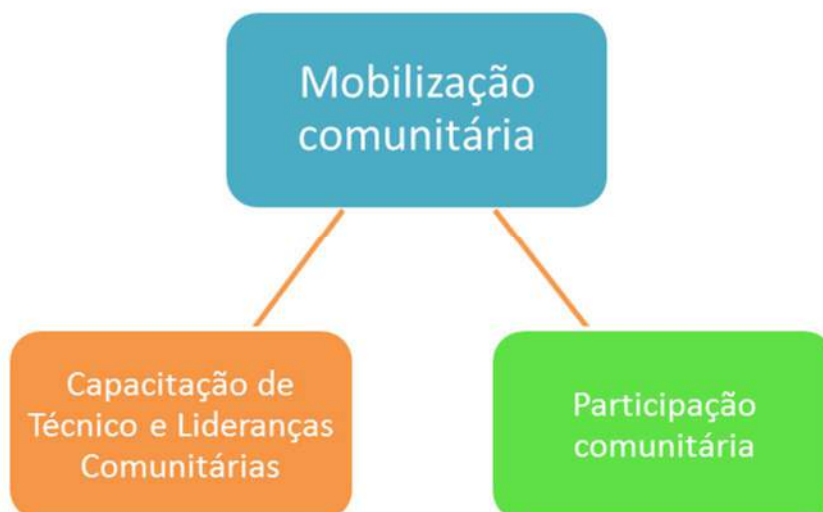 Mobilização
comunitária
Capacitação de
Técnico e Lideranças
Comunitárias
Participação
comunitária